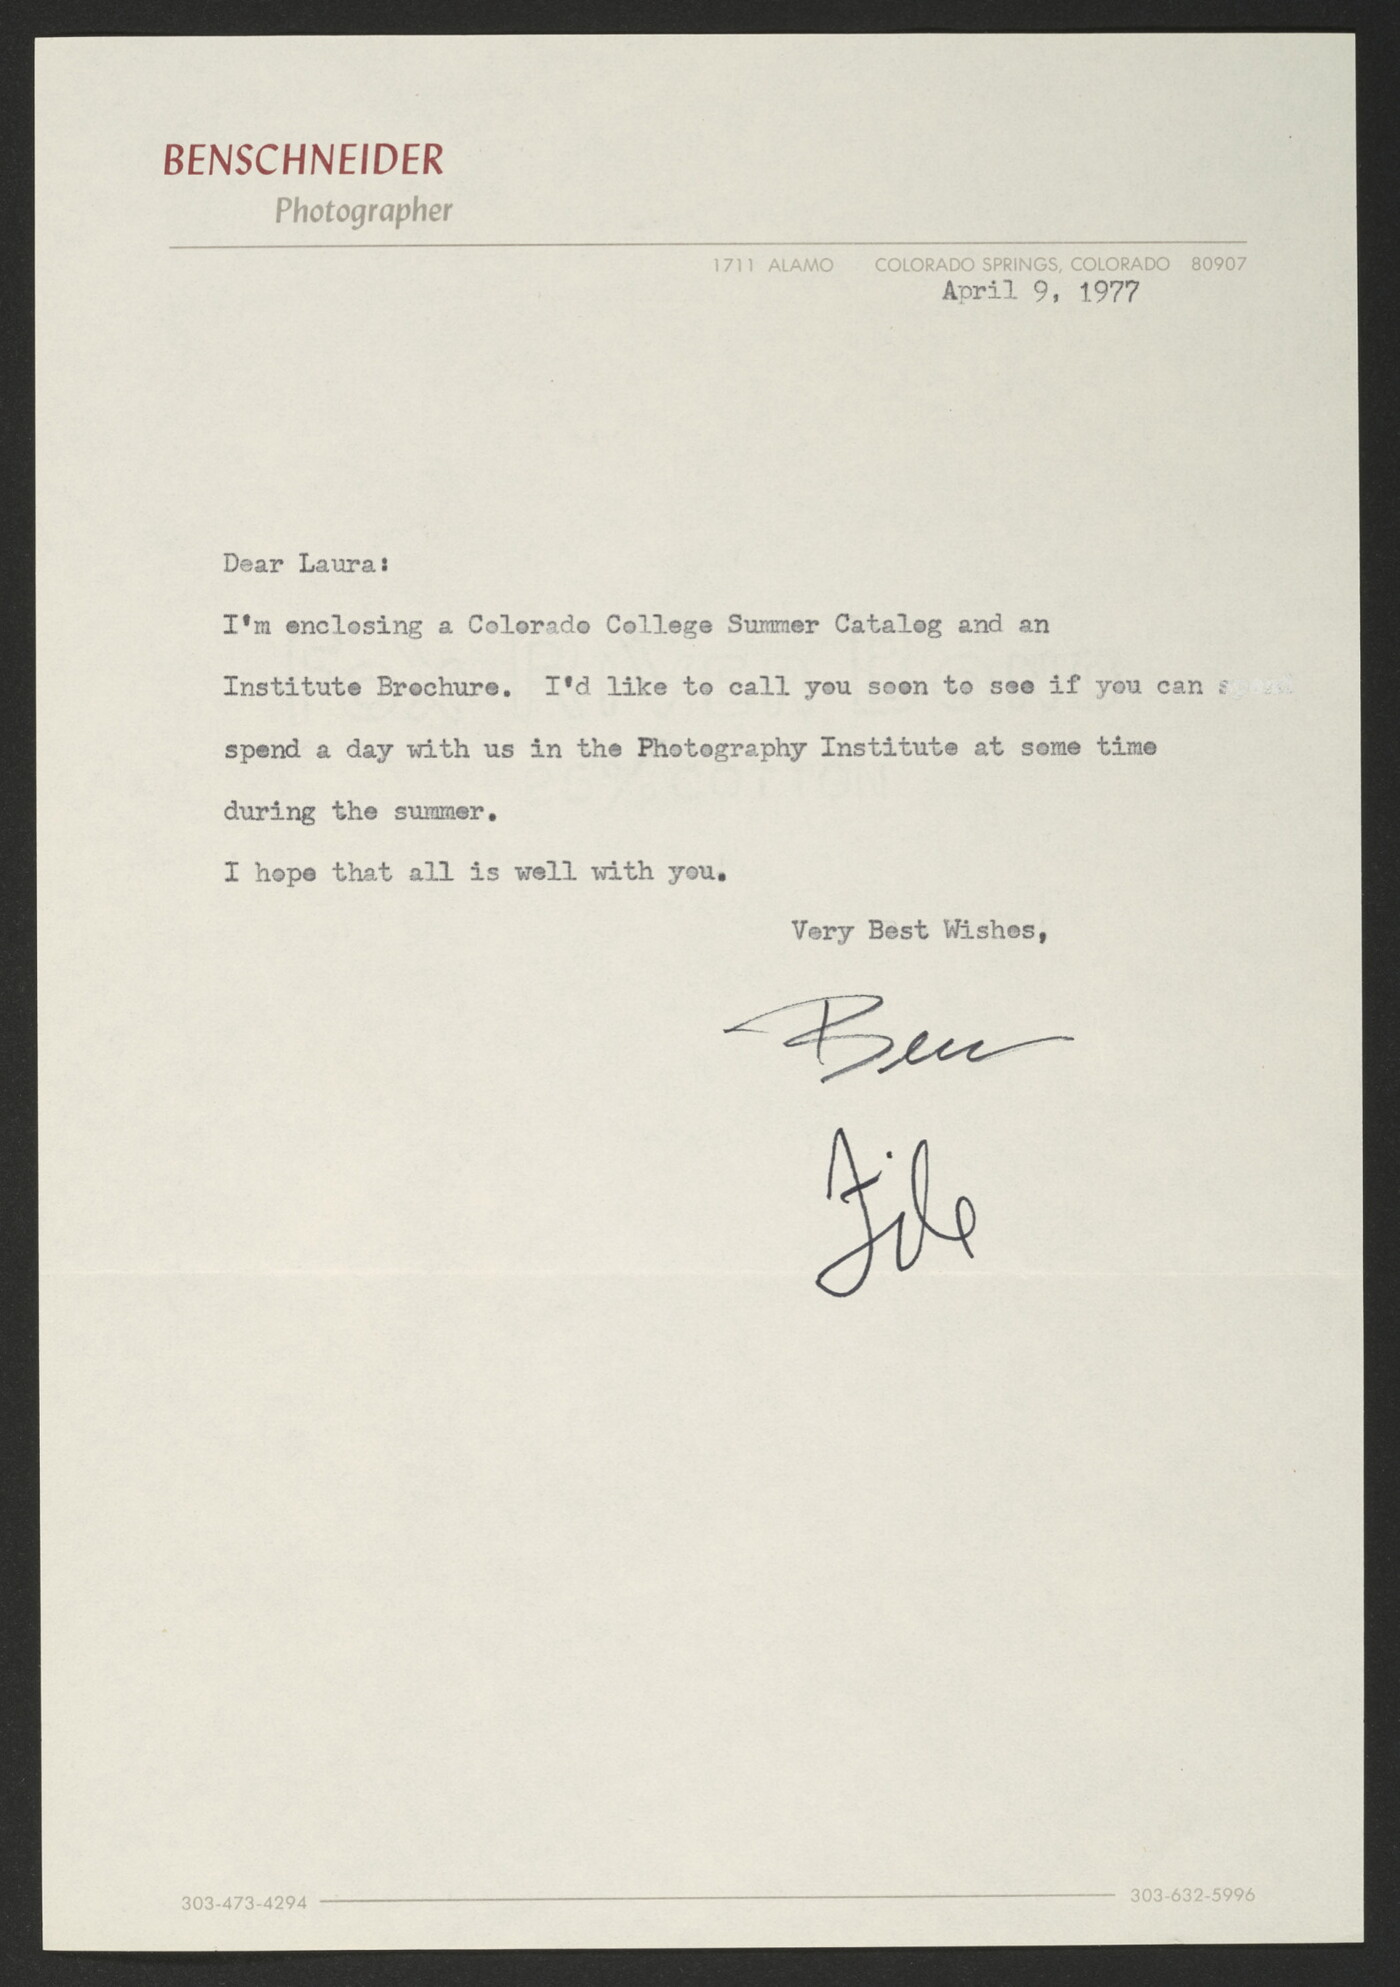 BENSCHNEIDER
Photographer
1711 ALAMO COLORADO SPRINGS, COLORADO 80907
April 9, 1977
Dear Laura:
I'm enclosing a Colorado College Summer Catalog and an
Institute Brochure. I'd like to call you soon to see if you can
spend a day with us in the Photography Institute at some time
during the summer.
I hope that all is well with you.
Very Best Wishes,
Ben
File
303-473-4294 303-632-5996